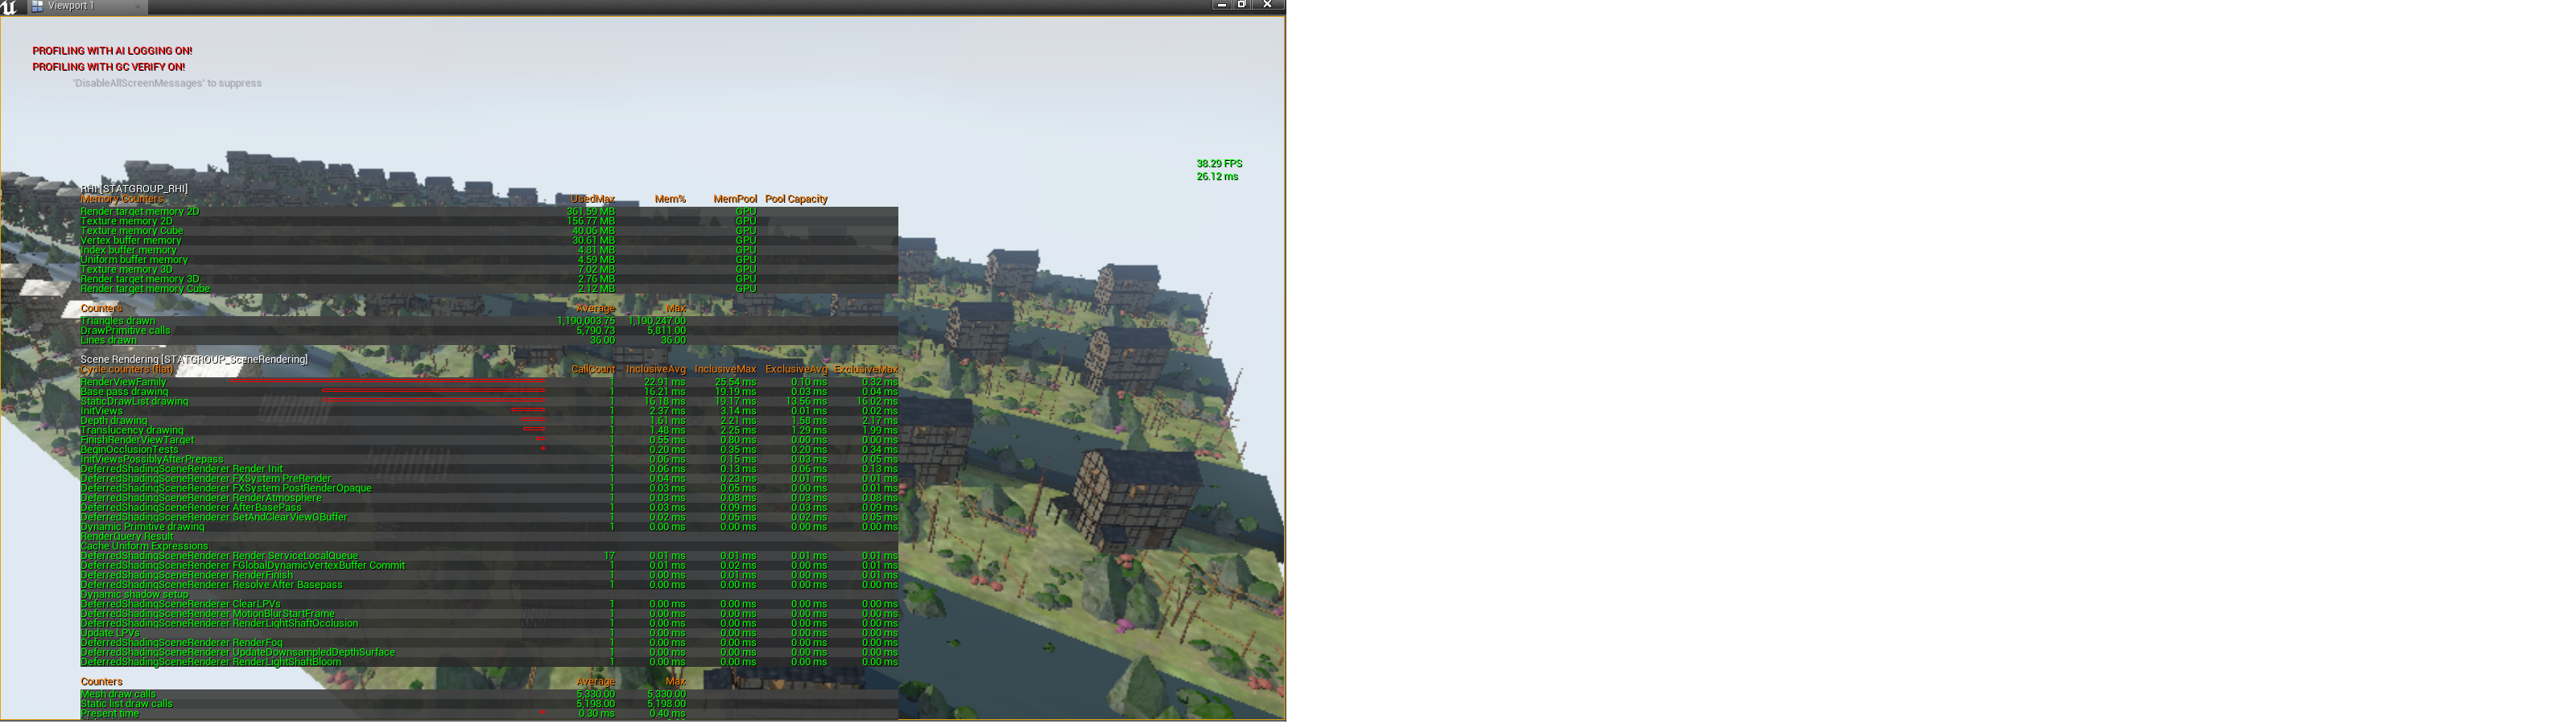 Viewport 1
PROFILING WITH AI LOGGING ON!
PROFILING WITH GC VERIFY ON!
'DisableAllScreenMessages' to suppress
38.29 FPS
26.12 ms
RHI [STATGROUP_RHI]
Memory Counters UsedMax Mem% MemPool Pool Capacity
Render target memory 2D 361.59 MB GPU
Texture memory 2D 156.77 MB GPU
Texture memory Cube 40.06 MB GPU
Vertex buffer memory 30.61 MB GPU
Index buffer memory 4.81 MB GPU
Uniform buffer memory 4.59 MB GPU
Texture memory 3D 7.02 MB GPU
Render target memory 3D 2.76 MB GPU
Render target memory Cube 2.12 MB GPU
Counters Average Max
Triangles drawn 1,190,003.75 1,190,247.00
DrawPrimitive calls 5,790.73 5,811.00
Lines drawn 36.00 36.00
Scene Rendering [STATGROUP_SceneRendering]
Cycle counters (flat) CallCount InclusiveAvg InclusiveMax ExclusiveAvg ExclusiveMax
RenderViewFamily 1 22.91 ms 25.54 ms 0.10 ms 0.32 ms
Base pass drawing 1 16.21 ms 19.19 ms 0.03 ms 0.04 ms
StaticDrawList drawing 1 16.18 ms 19.17 ms 13.56 ms 16.02 ms
InitViews 1 2.37 ms 3.14 ms 0.01 ms 0.02 ms
Depth drawing 1 1.61 ms 2.21 ms 1.58 ms 2.17 ms
Translucency drawing 1 1.48 ms 2.25 ms 1.29 ms 1.99 ms
FinishRenderViewTarget 1 0.55 ms 0.80 ms 0.00 ms 0.00 ms
BeginOcclusionTests 1 0.20 ms 0.35 ms 0.20 ms 0.34 ms
InitViewsPossiblyAfterPrepass 1 0.06 ms 0.15 ms 0.03 ms 0.05 ms
DeferredShadingSceneRenderer Render Init 1 0.06 ms 0.13 ms 0.06 ms 0.13 ms
DeferredShadingSceneRenderer FXSystem PreRender 1 0.04 ms 0.23 ms 0.01 ms 0.01 ms
DeferredShadingSceneRenderer FXSystem PostRenderOpaque 1 0.03 ms 0.05 ms 0.00 ms 0.01 ms
DeferredShadingSceneRenderer RenderAtmosphere 1 0.03 ms 0.08 ms 0.03 ms 0.08 ms
DeferredShadingSceneRenderer AfterBasePass 1 0.03 ms 0.09 ms 0.03 ms 0.09 ms
DeferredShadingSceneRenderer SetAndClearViewGBuffer 1 0.02 ms 0.05 ms 0.02 ms 0.05 ms
Dynamic Primitive drawing 1 0.00 ms 0.00 ms 0.00 ms 0.00 ms
RenderQuery Result
Cache Uniform Expressions
DeferredShadingSceneRenderer Render ServiceLocalQueue 17 0.01 ms 0.01 ms 0.01 ms 0.01 ms
DeferredShadingSceneRenderer FGlobalDynamicVertexBuffer Commit 1 0.01 ms 0.02 ms 0.00 ms 0.01 ms
DeferredShadingSceneRenderer RenderFinish 1 0.00 ms 0.01 ms 0.00 ms 0.01 ms
DeferredShadingSceneRenderer Resolve After Basepass 1 0.00 ms 0.00 ms 0.00 ms 0.00 ms
Dynamic shadow setup
DeferredShadingSceneRenderer ClearLPVs 1 0.00 ms 0.00 ms 0.00 ms 0.00 ms
DeferredShadingSceneRenderer MotionBlurStartFrame 1 0.00 ms 0.00 ms 0.00 ms 0.00 ms
DeferredShadingSceneRenderer RenderLightShaftOcclusion 1 0.00 ms 0.00 ms 0.00 ms 0.00 ms
Update LPVs 1 0.00 ms 0.00 ms 0.00 ms 0.00 ms
DeferredShadingSceneRenderer RenderFog 1 0.00 ms 0.00 ms 0.00 ms 0.00 ms
DeferredShadingSceneRenderer UpdateDownsampledDepthSurface 1 0.00 ms 0.00 ms 0.00 ms 0.00 ms
DeferredShadingSceneRenderer RenderLightShaftBloom 1 0.00 ms 0.00 ms 0.00 ms 0.00 ms
Counters Average Max
Mesh draw calls 5,330.00 5,330.00
Static list draw calls 5,198.00 5,198.00
Present time 0.30 ms 0.40 ms